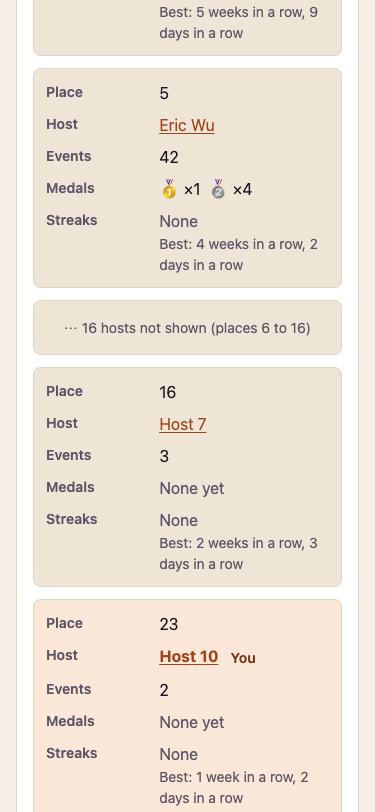 Best: 5 weeks in a row, 9
days in a row
Place 5
Host Eric Wu
Events 42
Medals 🥇 ×1 🥈 ×4
Streaks None
Best: 4 weeks in a row, 2
days in a row
··· 16 hosts not shown (places 6 to 16)
Place 16
Host Host 7
Events 3
Medals None yet
Streaks None
Best: 2 weeks in a row, 3
days in a row
Place 23
Host Host 10 You
Events 2
Medals None yet
Streaks None
Best: 1 week in a row, 2
days in a row